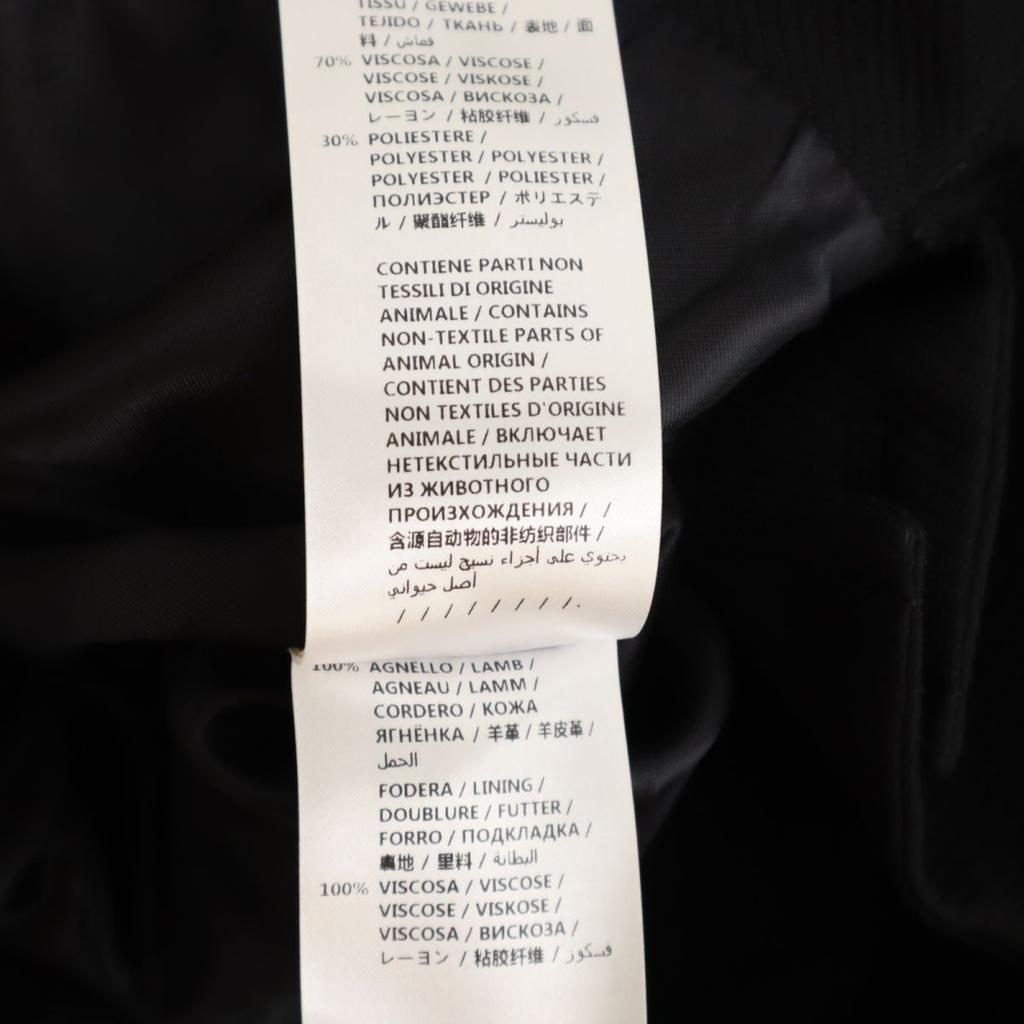 TISSU / GEWEBE /
TEJIDO / ТКАНЬ / 表地 / 面
料 / قماش
70% VISCOSA / VISCOSE /
VISCOSE / VISKOSE /
VISCOSA / ВИСКОЗА /
レーヨン / 粘胶纤维 / فسكوز
30% POLIESTERE /
POLYESTER / POLYESTER /
POLYESTER / POLIESTER /
ПОЛИЭСТЕР / ポリエステ
ル / 聚酯纤维 / بوليستر
CONTIENE PARTI NON
TESSILI DI ORIGINE
ANIMALE / CONTAINS
NON-TEXTILE PARTS OF
ANIMAL ORIGIN /
CONTIENT DES PARTIES
NON TEXTILES D'ORIGINE
ANIMALE / ВКЛЮЧАЕТ
НЕТЕКСТИЛЬНЫЕ ЧАСТИ
ИЗ ЖИВОТНОГО
ПРОИЗХОЖДЕНИЯ / /
含源自动物的非纺织部件 /
يحتوي على أجزاء نسيج ليست من
أصل حيواني
/ / / / / / / /.
100% AGNELLO / LAMB /
AGNEAU / LAMM /
CORDERO / КОЖА
ЯГНЁНКА / 羊革 / 羊皮革 /
الحمل
FODERA / LINING /
DOUBLURE / FUTTER /
FORRO / ПОДКЛАДКА /
裏地 / 里料 / البطانة
100% VISCOSA / VISCOSE /
VISCOSE / VISKOSE /
VISCOSA / ВИСКОЗА /
レーヨン / 粘胶纤维 / فسكوز